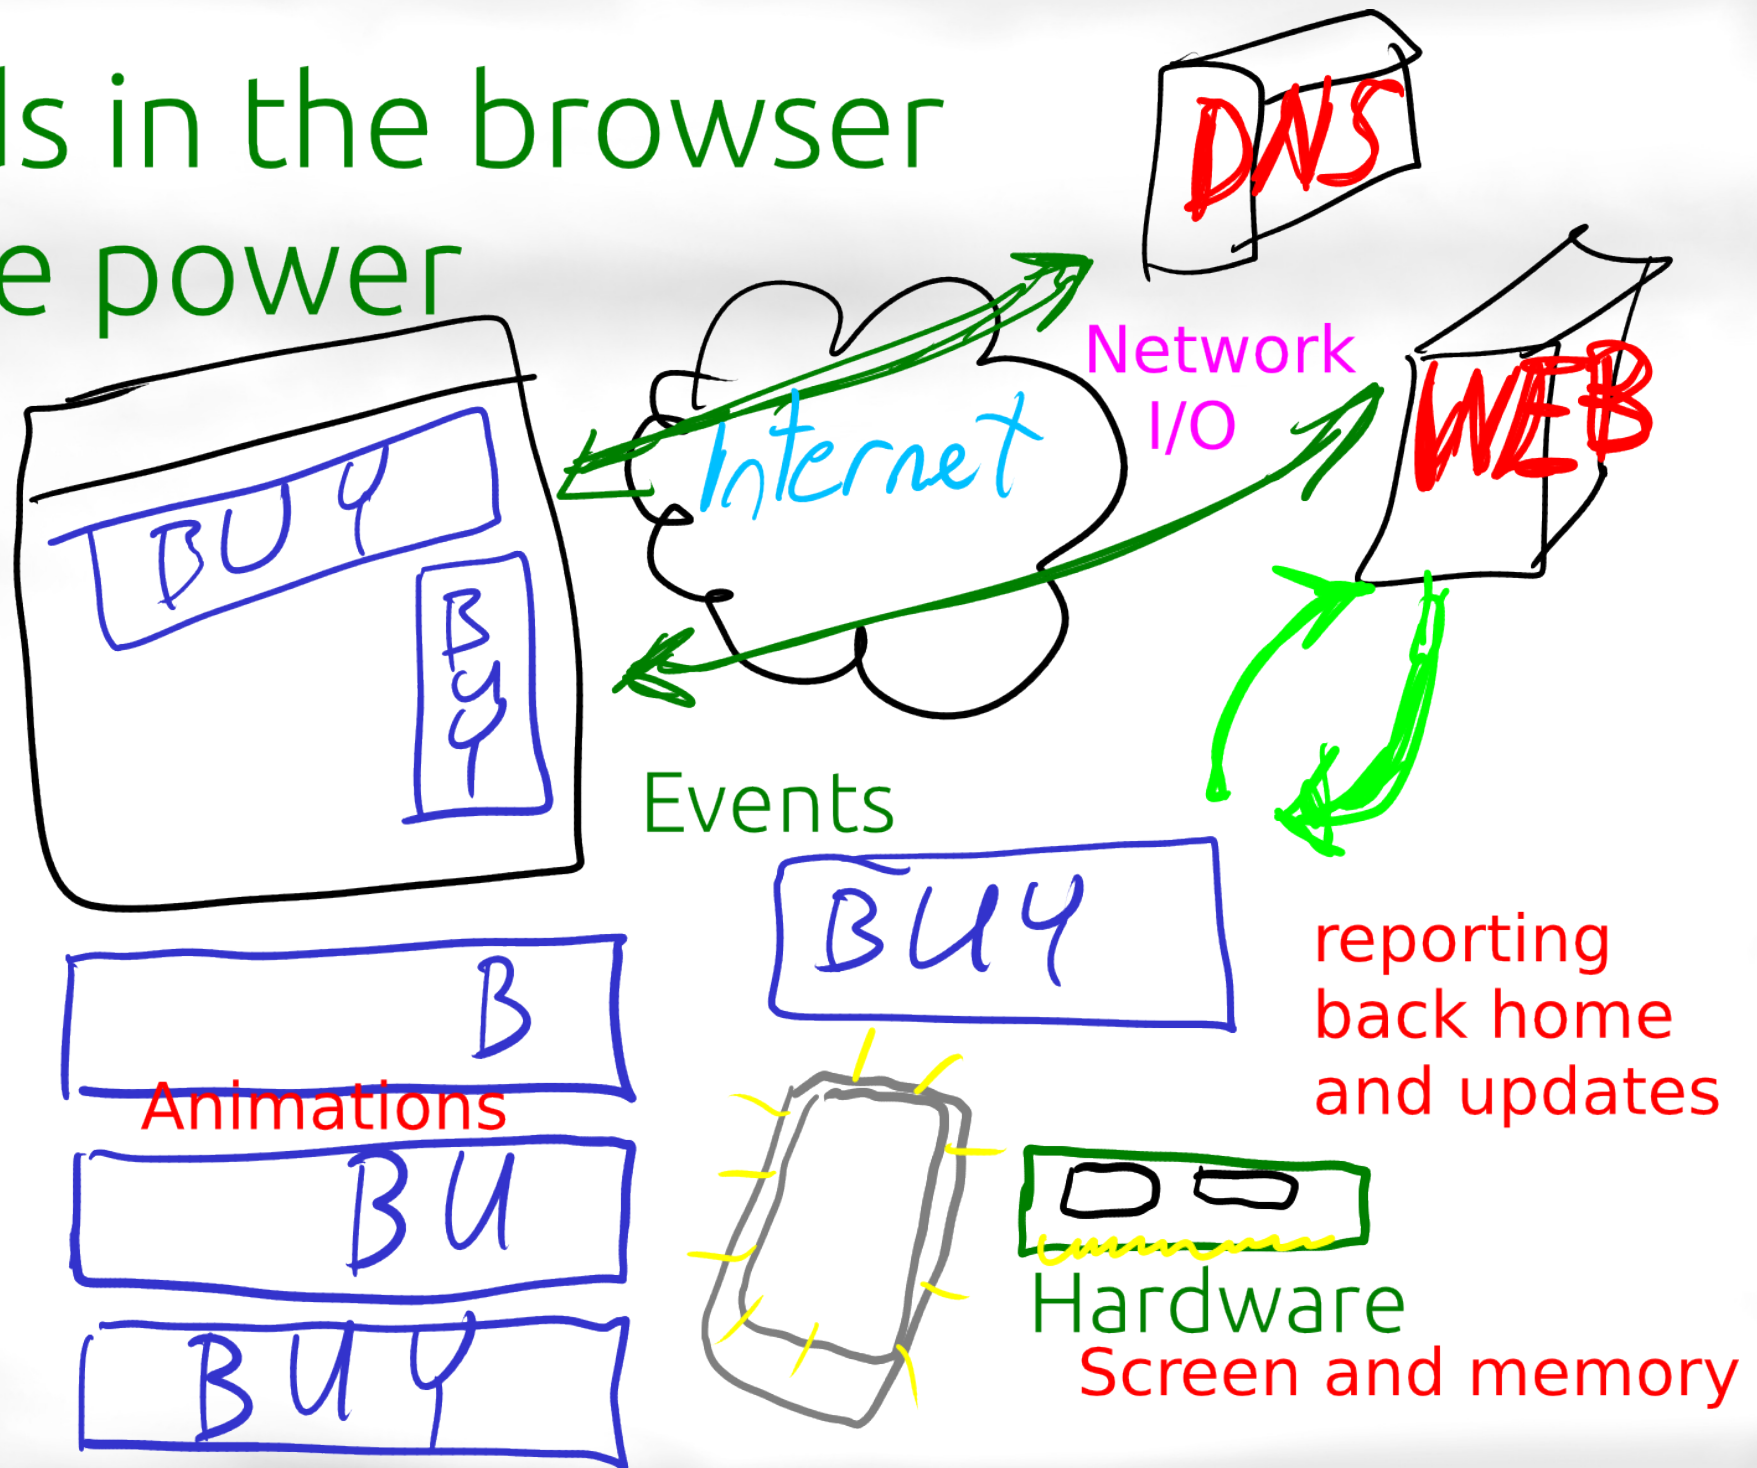 ds in the browser
e power
DNS
Network
I/O
WEB
Internet
BUY
BUY
Events
BUY
reporting
back home
and updates
B
Animations
BU
BUY
Hardware
Screen and memory